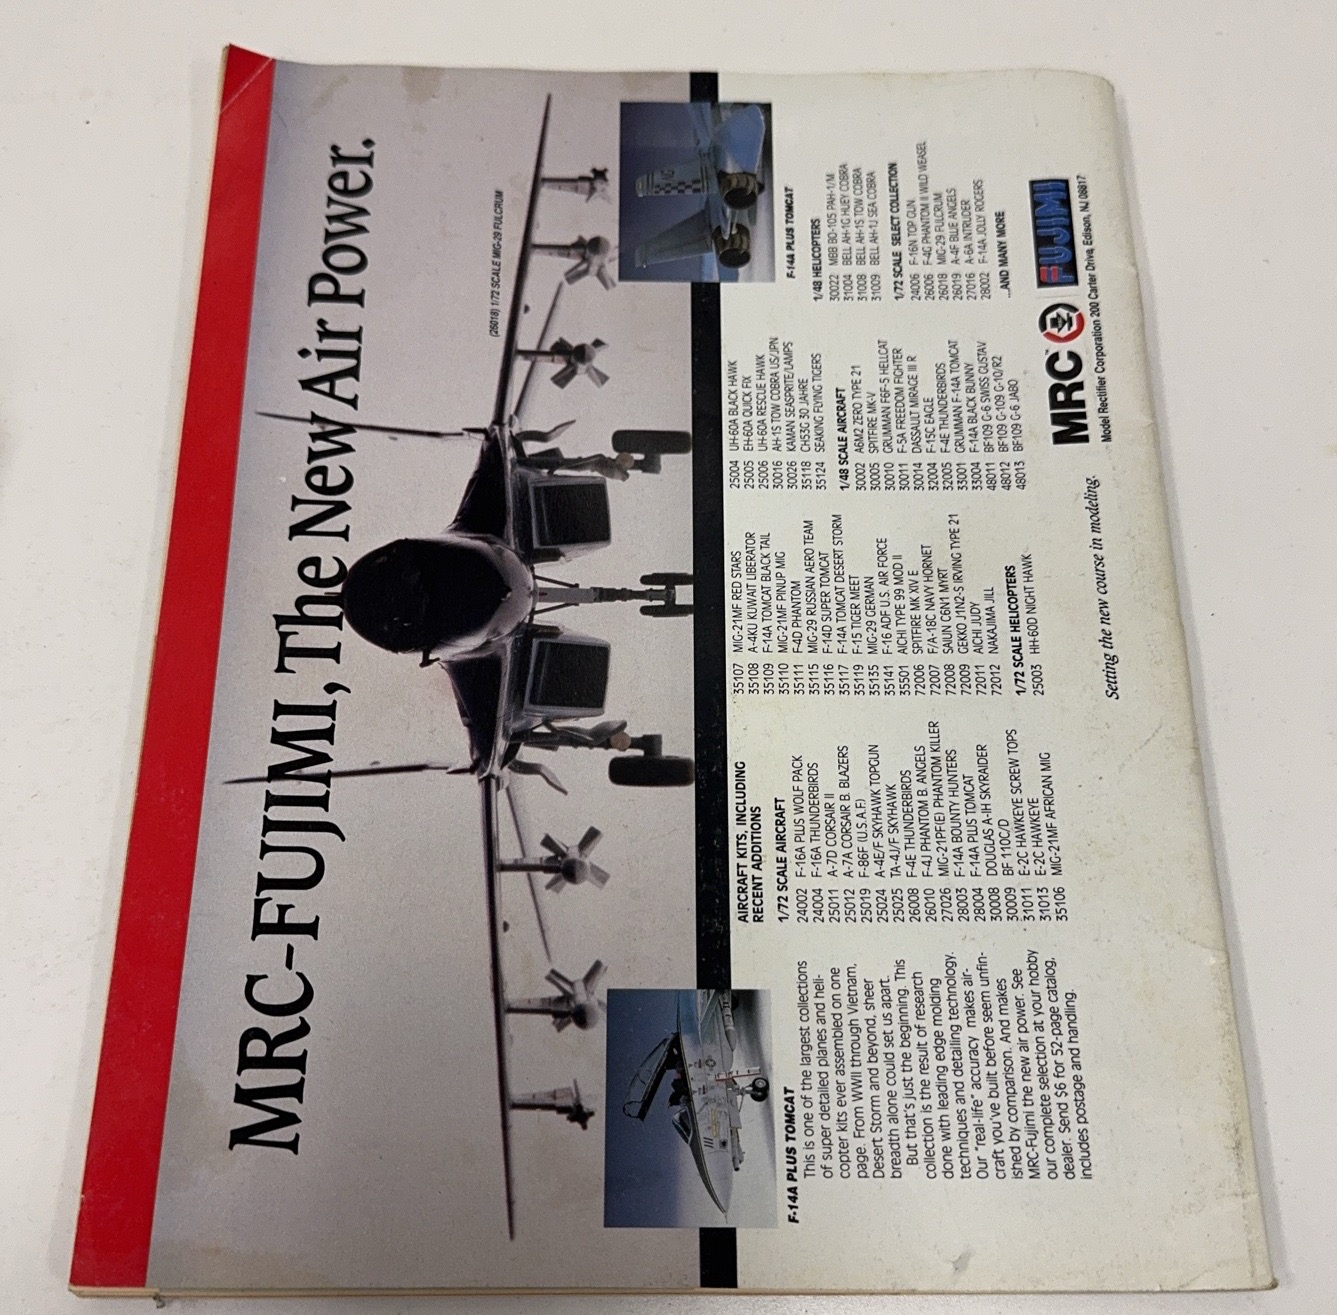 MRC-FUJIMI, The New Air Power.
(26018) 1/72 SCALE MIG-29 FULCRUM
F-14A PLUS TOMCAT
This is one of the largest collections
of super detailed planes and heli-
copter kits ever assembled on one
page. From WWII through Vietnam,
Desert Storm and beyond, sheer
breadth alone could set us apart.
But that's just the beginning. This
collection is the result of research
done with leading edge molding
techniques and detailing technology.
Our "real-life" accuracy makes air-
craft you've built before seem unfin-
ished by comparison. And makes
MRC-Fujimi the new air power. See
our complete selection at your hobby
dealer. Send $6 for 52-page catalog,
includes postage and handling.
AIRCRAFT KITS, INCLUDING
RECENT ADDITIONS
1/72 SCALE AIRCRAFT
24002 F-16A PLUS WOLF PACK
24004 F-16A THUNDERBIRDS
25011 A-7D CORSAIR II
25012 A-7A CORSAIR B. BLAZERS
25019 F-86F (U.S.A.F.)
25024 A-4E/F SKYHAWK TOPGUN
25025 TA-4J/F SKYHAWK
26008 F-4E THUNDERBIRDS
26010 F-4J PHANTOM B. ANGELS
27026 MIG-21PF(E) PHANTOM KILLER
28003 F-14A BOUNTY HUNTERS
28004 F-14A PLUS TOMCAT
30008 DOUGLAS A-IH SKYRAIDER
30009 BF 110C/D
31011 E-2C HAWKEYE SCREW TOPS
31013 E-2C HAWKEYE
35106 MIG-21MF AFRICAN MIG
35107 MIG-21MF RED STARS
35108 A-4KU KUWAIT LIBERATOR
35109 F-14A TOMCAT BLACK TAIL
35110 MIG-21MF PINUP MIG
35111 F-4D PHANTOM
35115 MIG-29 RUSSIAN AERO TEAM
35116 F-14D SUPER TOMCAT
35117 F-14A TOMCAT DESERT STORM
35119 F-15 TIGER MEET
35135 MIG-29 GERMAN
35141 F-16 ADF U.S. AIR FORCE
35501 AICHI TYPE 99 MOD II
72006 SPITFIRE MK XIV E
72007 F/A-18C NAVY HORNET
72008 SAIUN C6N1 MYRT
72009 GEKKO J1N2-S IRVING TYPE 21
72011 AICHI JUDY
72012 NAKAJIMA JILL
1/72 SCALE HELICOPTERS
25003 HH-60D NIGHT HAWK
25004 UH-60A BLACK HAWK
25005 EH-60A QUICK FIX
25006 UH-60A RESCUE HAWK
30016 AH-1S TOW COBRA US/JPN
30026 KAMAN SEASPRITE/LAMPS
35118 CH53G 30 JAHRE
35124 SEAKING FLYING TIGERS
1/48 SCALE AIRCRAFT
30002 A6M2 ZERO TYPE 21
30005 SPITFIRE MK-V
30010 GRUMMAN F6F-5 HELLCAT
30011 F-5A FREEDOM FIGHTER
30014 DASSAULT MIRAGE III R
32004 F-15C EAGLE
32005 F-4E THUNDERBIRDS
33001 GRUMMAN F-14A TOMCAT
33004 F-14A BLACK BUNNY
48011 BF109 G-6 SWISS GUSTAV
48012 BF109 G-109 G-10/R2
48013 BF109 G-6 JABO
F-14A PLUS TOMCAT
1/48 HELICOPTERS
30022 MBB BO-105 PAH-1/M
31004 BELL AH-1G HUEY COBRA
31008 BELL AH-1S TOW COBRA
31009 BELL AH-1J SEA COBRA
1/72 SCALE SELECT COLLECTION
24006 F-16N TOP GUN
26006 F-4G PHANTOM II WILD WEASEL
26018 MIG-29 FULCRUM
26019 A-4F BLUE ANGELS
27016 A-6A INTRUDER
28002 F-14A JOLLY ROGERS
...AND MANY MORE
Setting the new course in modeling.
MRC™ FUJIMI
Model Rectifier Corporation 200 Carter Drive, Edison, NJ 08817